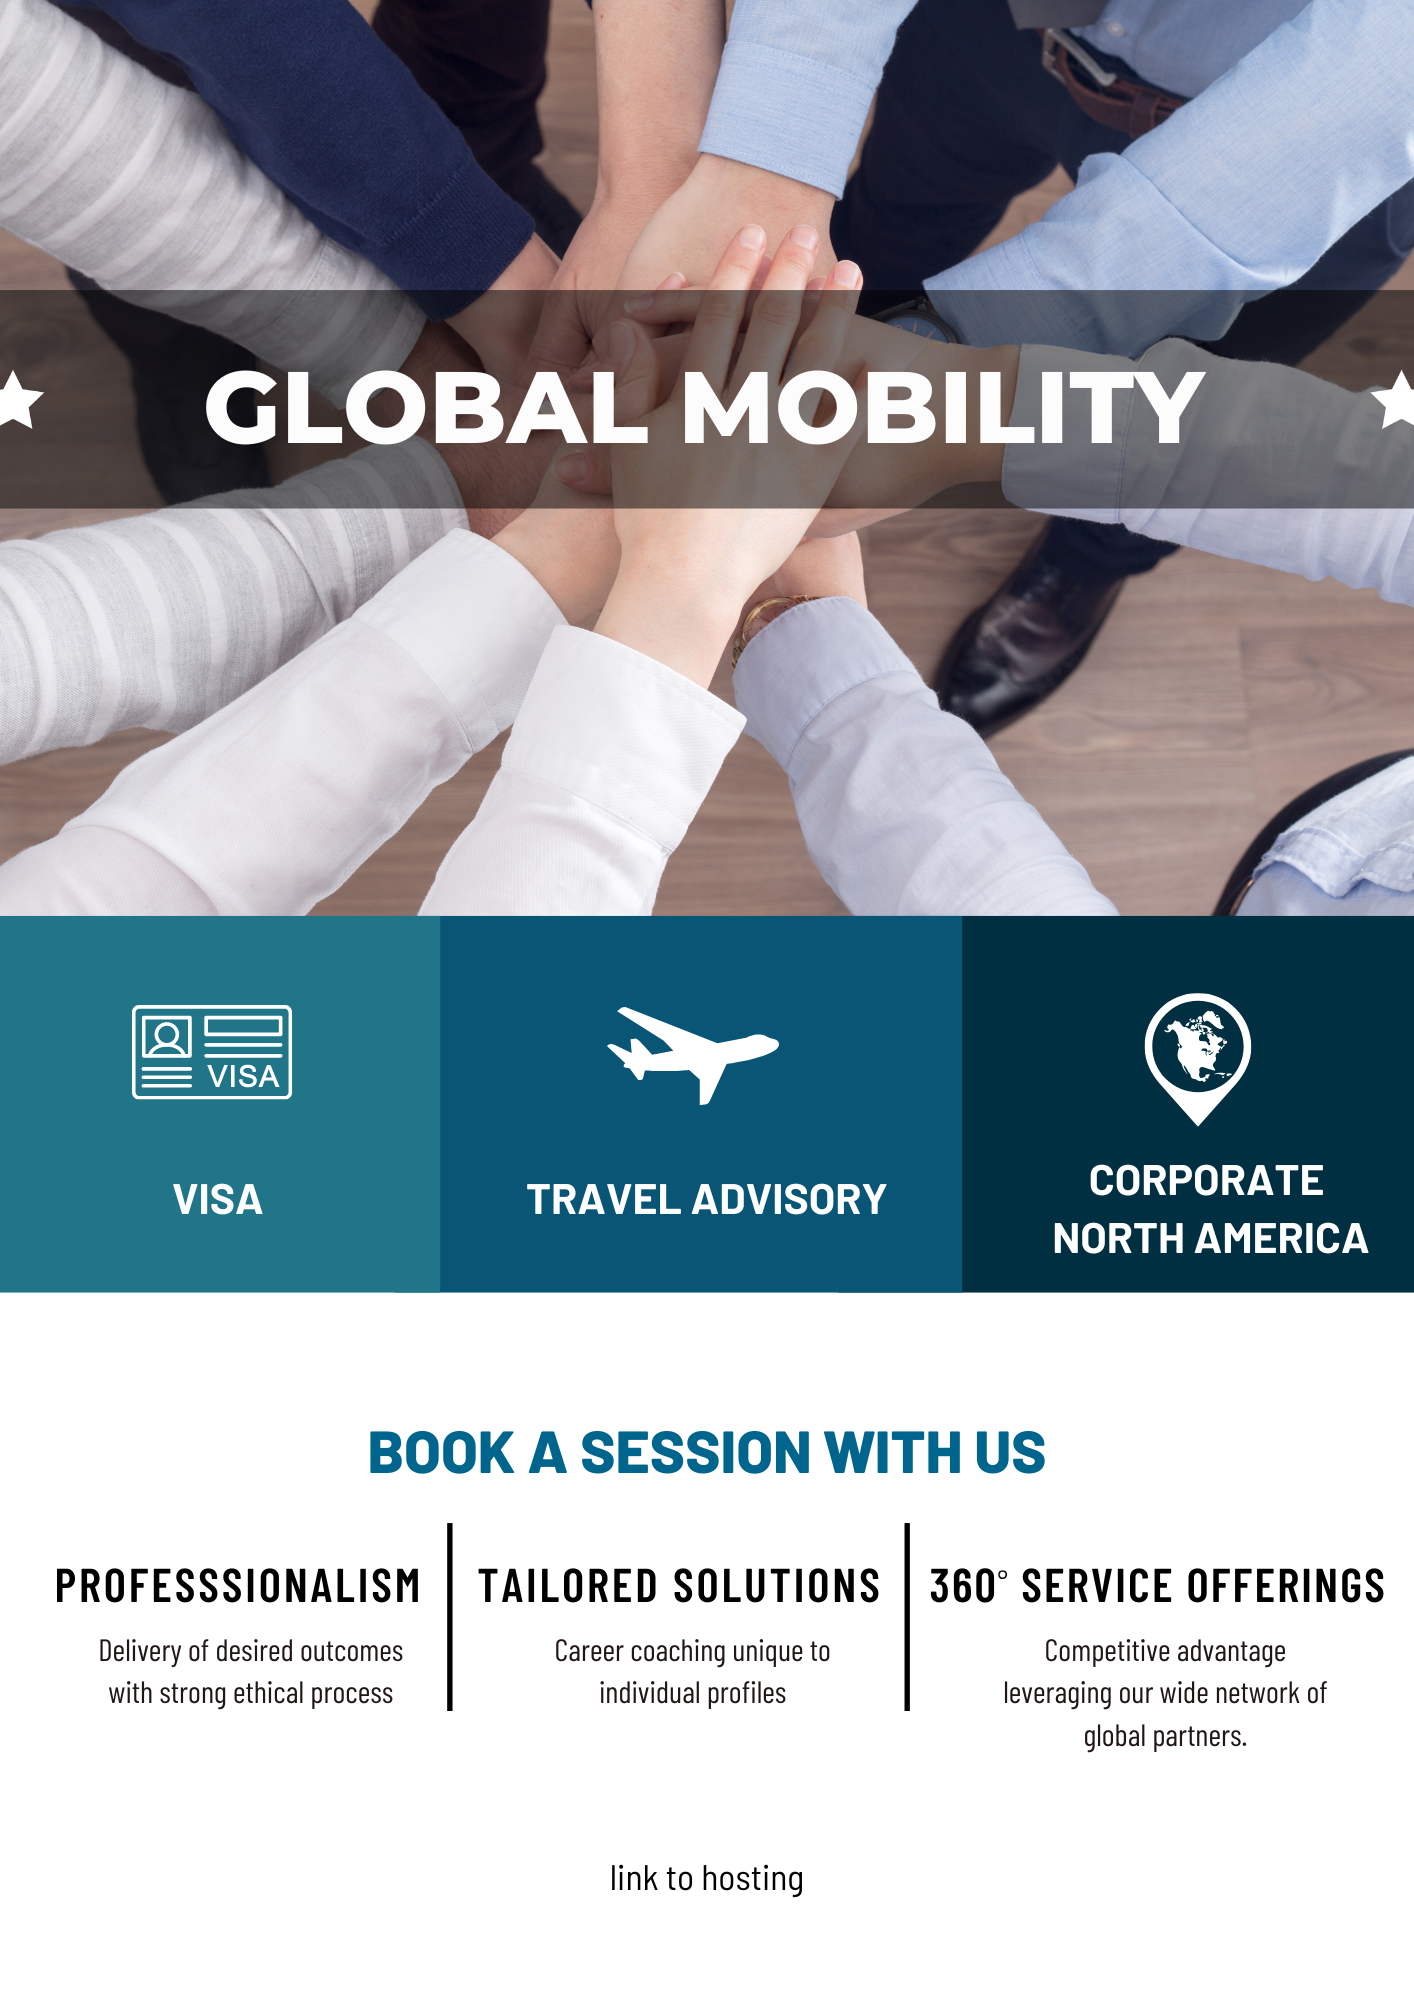 GLOBAL MOBILITY
VISA
VISA
TRAVEL ADVISORY
CORPORATE
NORTH AMERICA
BOOK A SESSION WITH US
PROFESSSIONALISM
Delivery of desired outcomes
with strong ethical process
TAILORED SOLUTIONS
Career coaching unique to
individual profiles
360° SERVICE OFFERINGS
Competitive advantage
leveraging our wide network of
global partners.
link to hosting